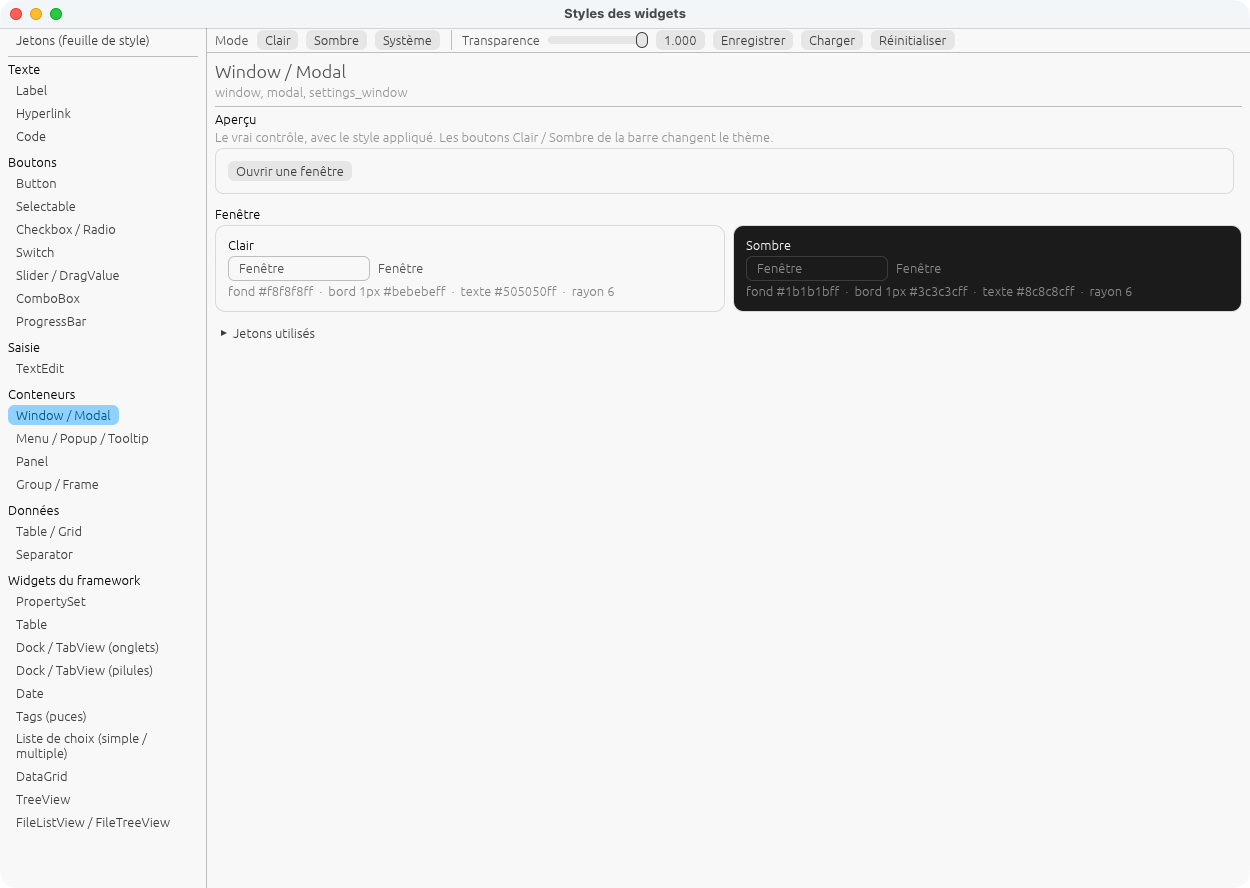 Styles des widgets
Jetons (feuille de style)
Mode Clair Sombre Système Transparence 1.000 Enregistrer Charger Réinitialiser
Texte
Label
Hyperlink
Code
Boutons
Button
Selectable
Checkbox / Radio
Switch
Slider / DragValue
ComboBox
ProgressBar
Saisie
TextEdit
Conteneurs
Window / Modal
Menu / Popup / Tooltip
Panel
Group / Frame
Données
Table / Grid
Separator
Widgets du framework
PropertySet
Table
Dock / TabView (onglets)
Dock / TabView (pilules)
Date
Tags (puces)
Liste de choix (simple /
multiple)
DataGrid
TreeView
FileListView / FileTreeView
Window / Modal
window, modal, settings_window
Aperçu
Le vrai contrôle, avec le style appliqué. Les boutons Clair / Sombre de la barre changent le thème.
Ouvrir une fenêtre
Fenêtre
Clair
Fenêtre Fenêtre
fond #f8f8f8ff · bord 1px #bebebeff · texte #505050ff · rayon 6
Sombre
Fenêtre Fenêtre
fond #1b1b1bff · bord 1px #3c3c3cff · texte #8c8c8cff · rayon 6
Jetons utilisés